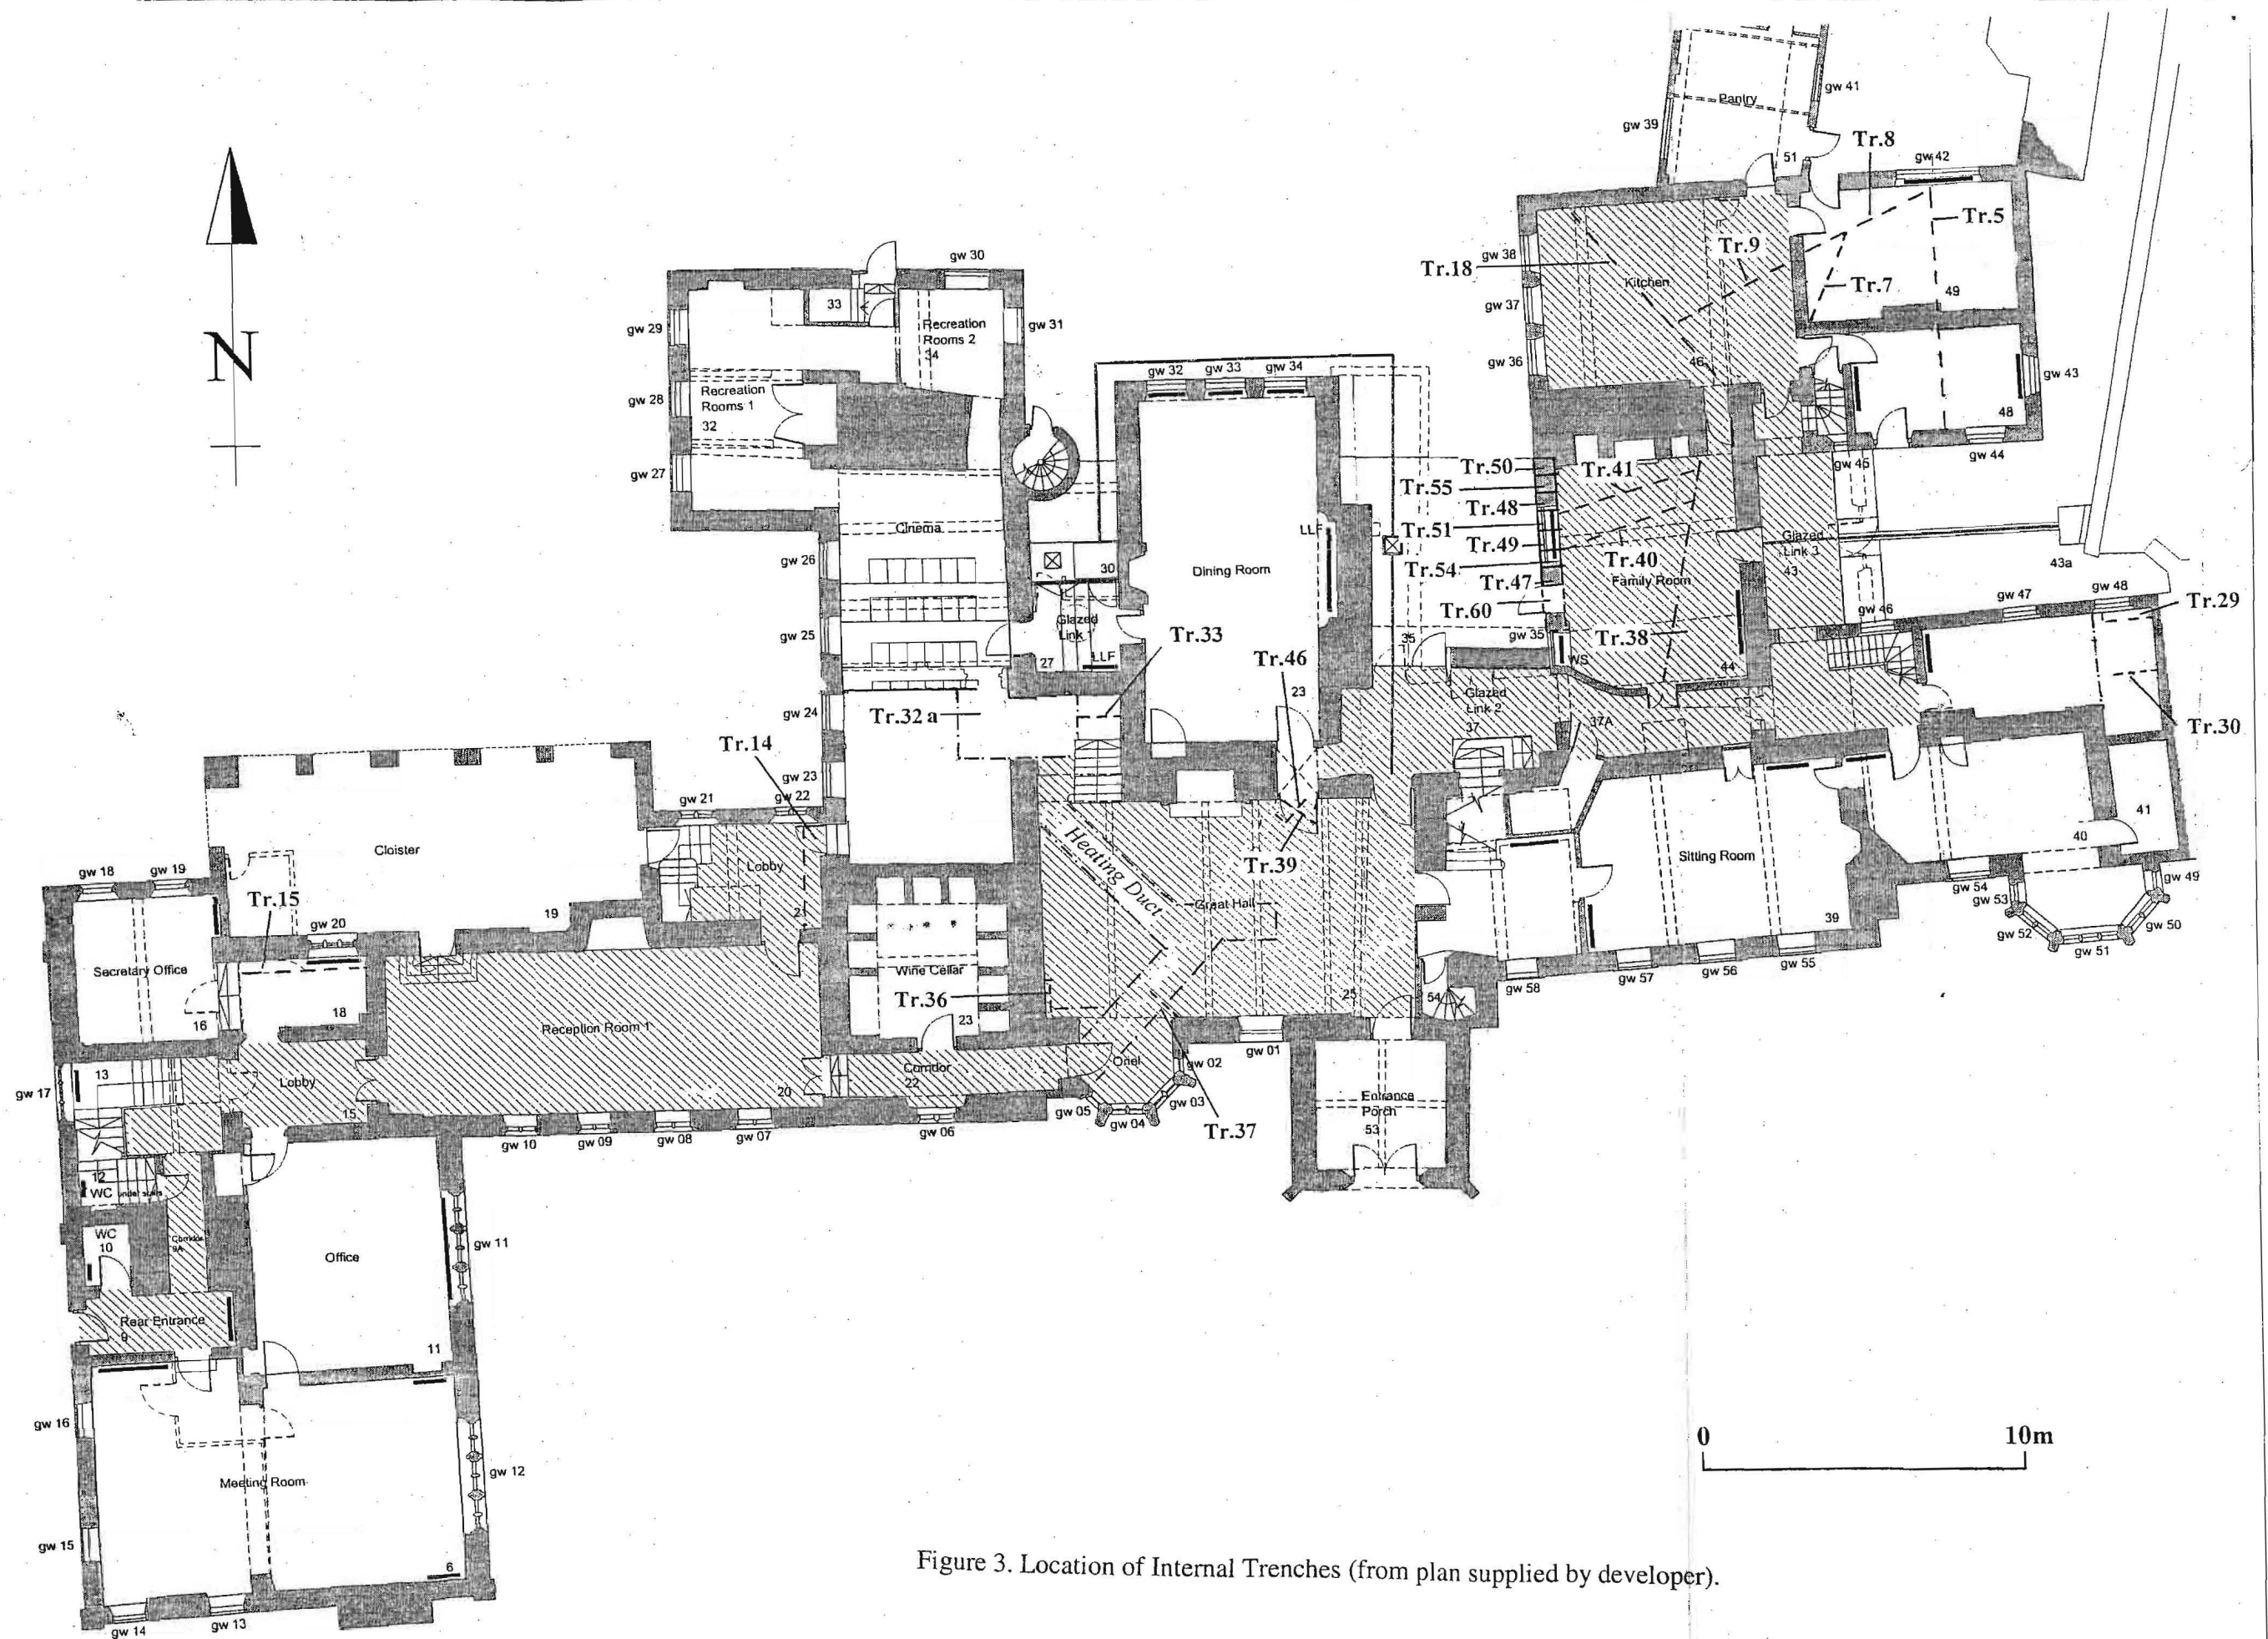 Pantry
gw 41
gw 39
51
Tr.8
gw 42
Tr.5
Tr.9
gw 38
Tr.18
Kitchen
Tr.7
49
gw 37
gw 36
46
gw 43
48
gw 45
gw 44
gw 30
33
gw 29
Recreation
Rooms 2
34
gw 31
gw 28
Recreation
Rooms 1
32
gw 27
N
gw 32
gw 33
gw 34
Tr.50
Tr.41
Tr.55
Tr.48
Tr.51
Tr.49
Tr.54
Tr.40
Tr.47
Family Room
Tr.60
gw 35
35
Tr.38
WS
44
Glazed
Link 3
43
43a
gw 46
gw 47
gw 48
Tr.29
Tr.30
Cinema
gw 26
gw 25
LLF
Dining Room
30
Glazed
Link 1
27
LLF
Tr.33
Tr.46
23
Glazed
Link 2
37
37A
gw 24
Tr.32a
Tr.14
gw 23
gw 21
gw 22
Cloister
Lobby
21
19
Heating Duct
Tr.39
Great Hall
25
Sitting Room
39
40
41
gw 54
gw 53
gw 52
gw 51
gw 50
gw 49
gw 55
gw 56
gw 57
gw 58
54
gw 18
gw 19
Tr.15
gw 20
Secretary Office
16
18
Wine Cellar
Tr.36
23
Reception Room 1
20
Corridor
22
Oriel
gw 02
gw 01
gw 03
gw 04
gw 05
gw 06
Tr.37
Entrance
Porch
53
gw 17
13
Lobby
15
gw 10
gw 09
gw 08
gw 07
12
WC under stairs
WC
10
Corridor
9A
Office
gw 11
Rear Entrance
9
11
gw 16
Meeting Room
gw 12
gw 15
6
gw 14
gw 13
0
10m
Figure 3. Location of Internal Trenches (from plan supplied by developer).